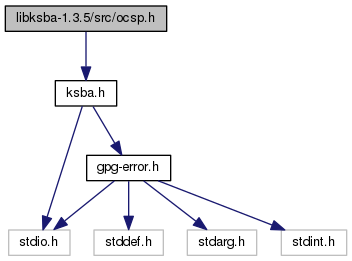 libksba-1.3.5/src/ocsp.h
ksba.h
gpg-error.h
stdio.h
stddef.h
stdarg.h
stdint.h